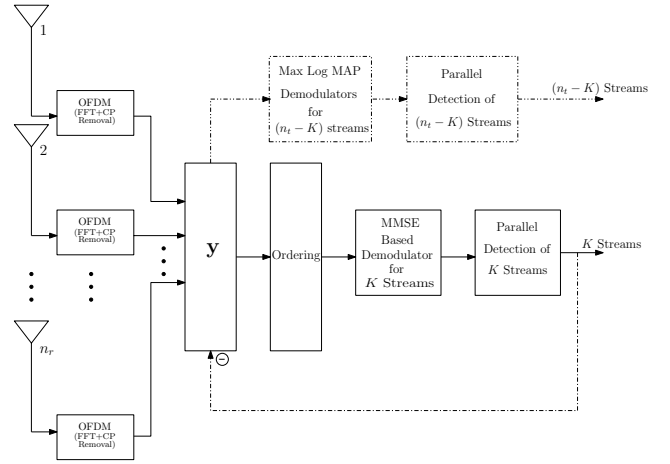 1
OFDM
(FFT+CP
Removal)
2
OFDM
(FFT+CP
Removal)
n_r
OFDM
(FFT+CP
Removal)
y
Max Log MAP
Demodulators
for
(n_t − K) streams
Parallel
Detection of
(n_t − K) Streams
(n_t − K) Streams
Ordering
MMSE
Based
Demodulator
for
K Streams
Parallel
Detection of
K Streams
K Streams
−